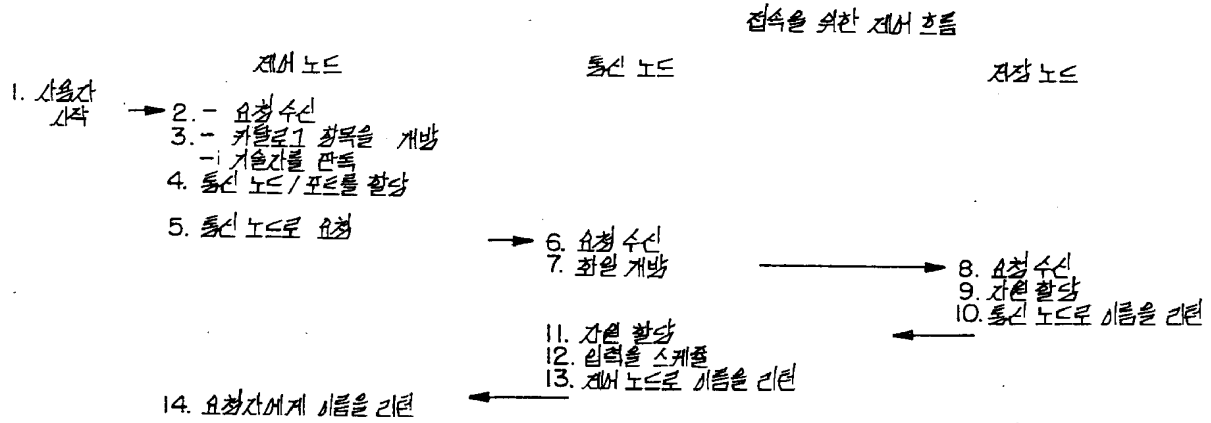 접속을 위한 제어 흐름
제어 노드
통신 노드
저장 노드
1. 사용자
시작
2. - 요청 수신
3. - 카탈로그 항목을 개방
-i 기술자를 판독
4. 통신 노드/포트를 할당
5. 통신 노드로 요청
6. 요청 수신
7. 화일 개방
8. 요청 수신
9. 자원 할당
10. 통신 노드로 이름을 리턴
11. 자원 할당
12. 입력을 스케쥴
13. 제어 노드로 이름을 리턴
14. 요청자에게 이름을 리턴